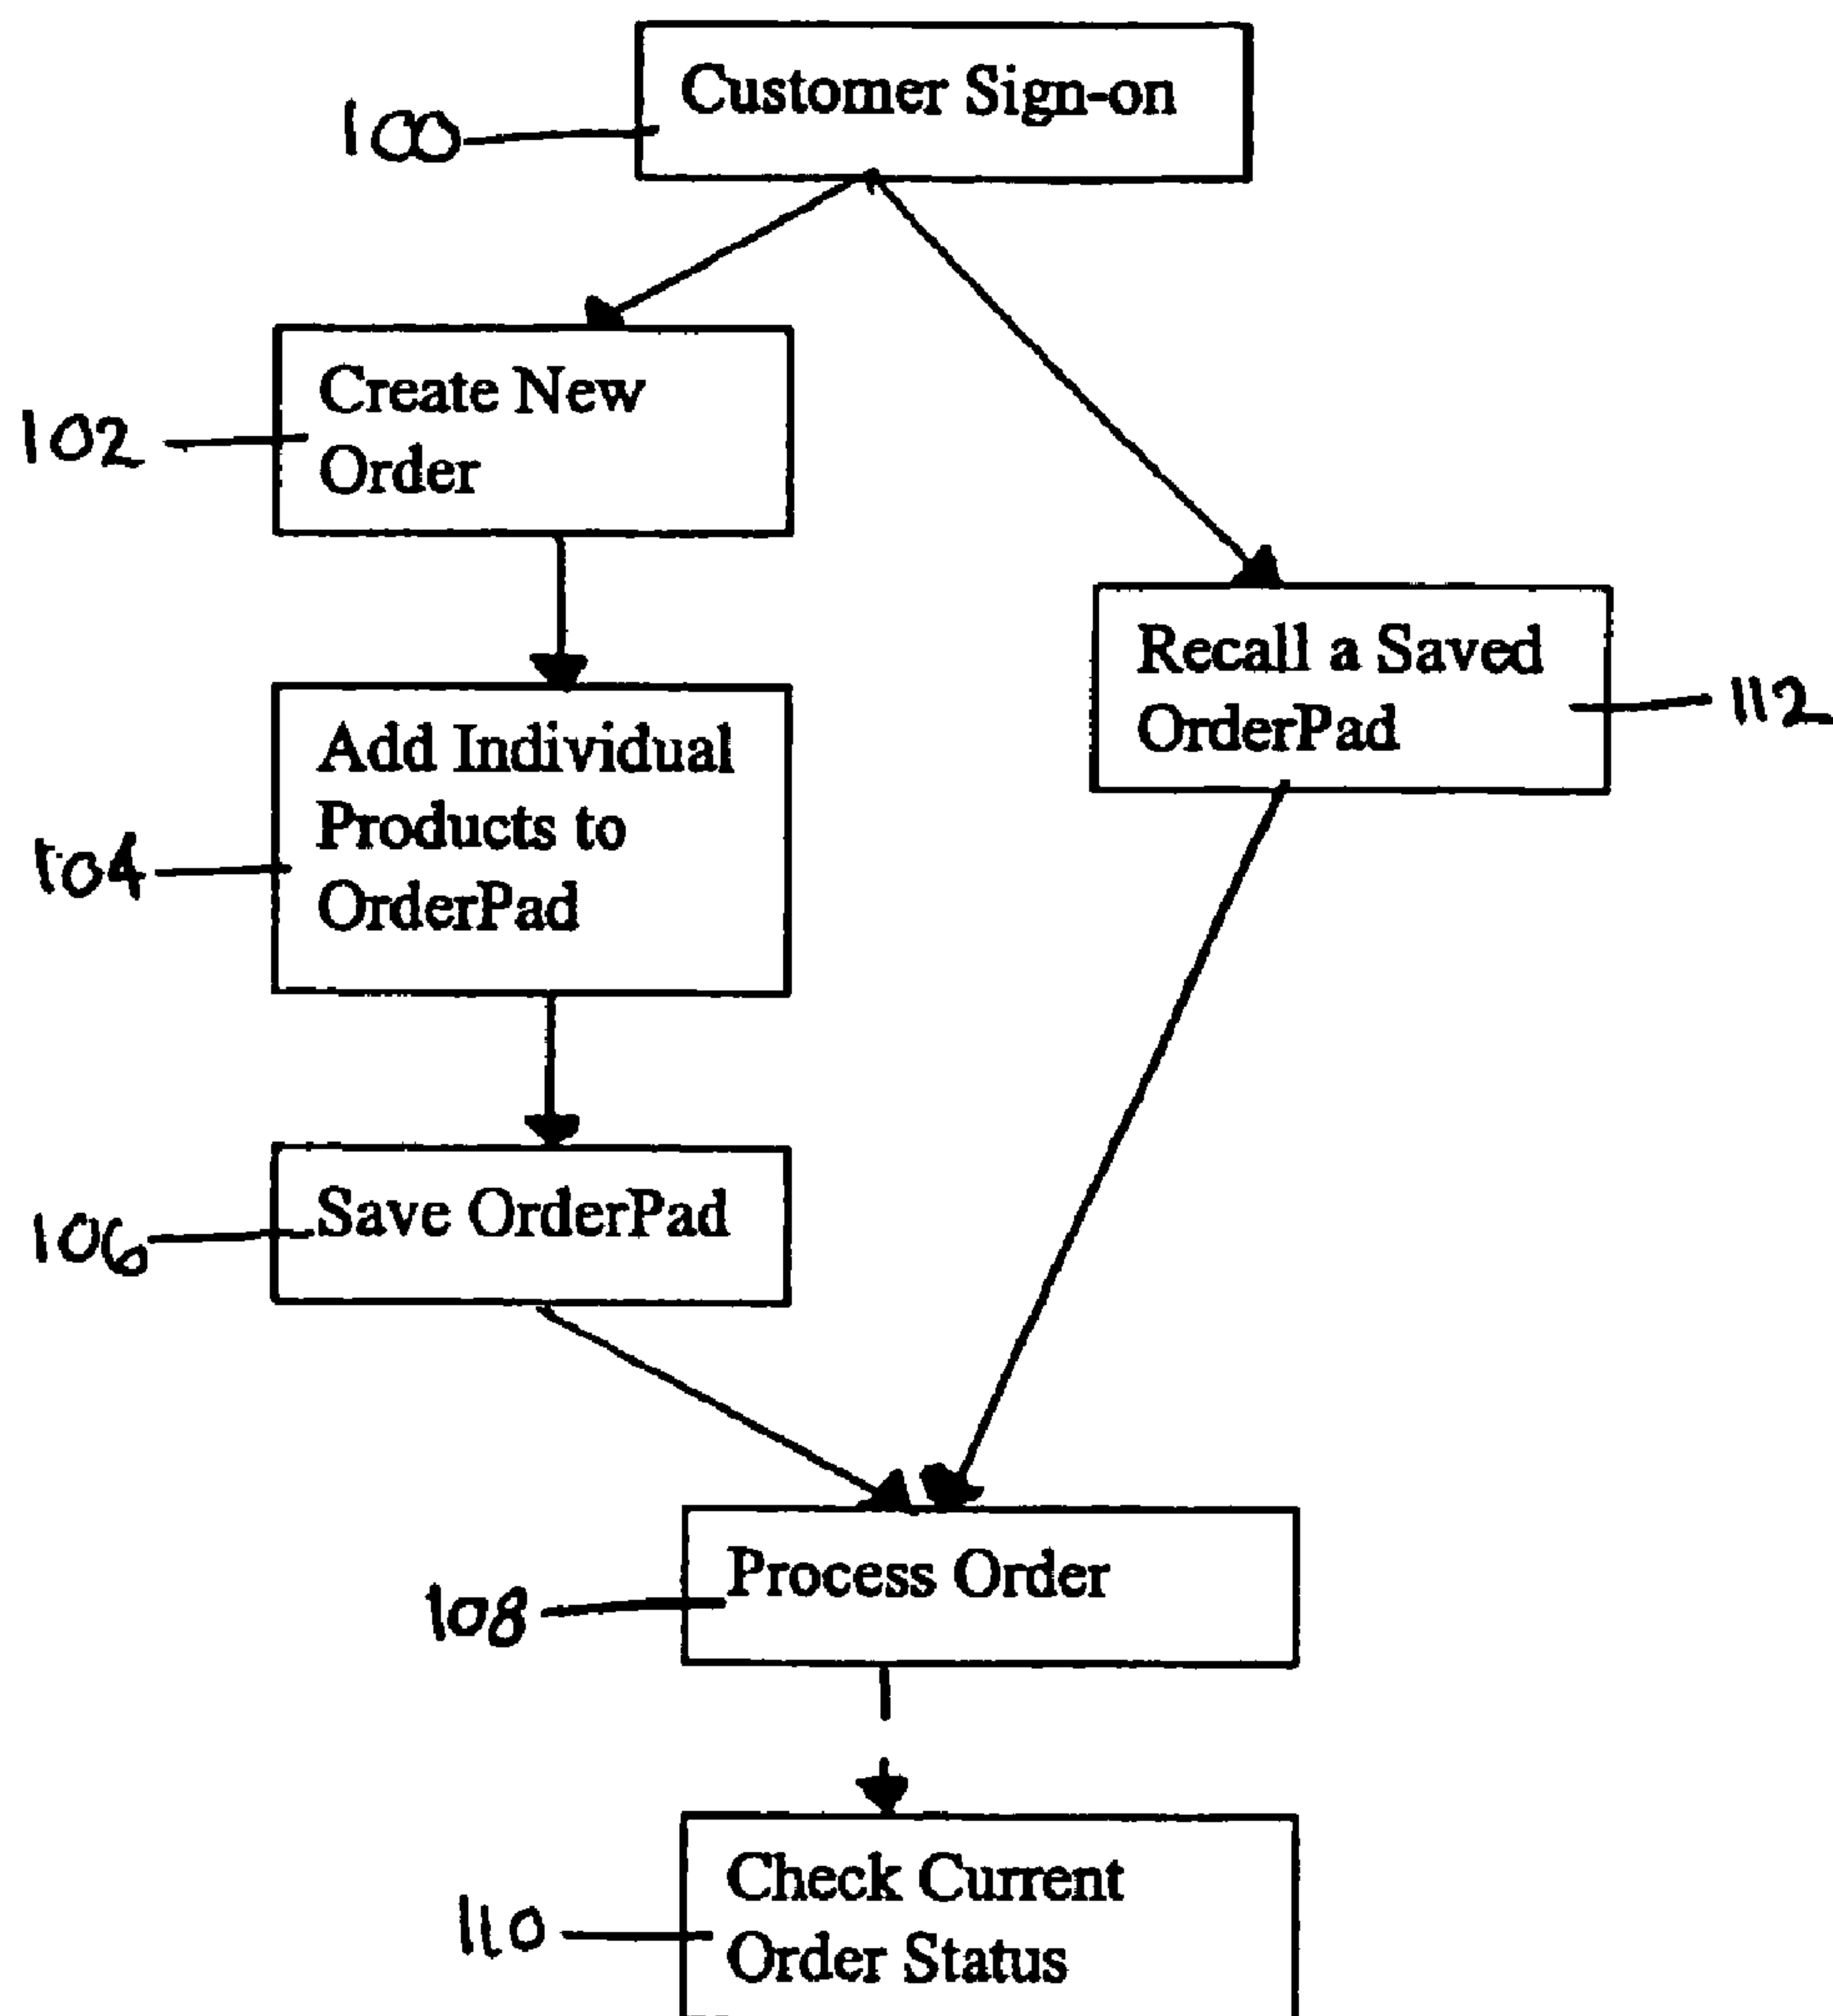 Customer Sign-on
100
Create New
Order
102
Recall a Saved
OrderPad
112
Add Individual
Products to
OrderPad
104
Save OrderPad
106
Process Order
108
Check Current
Order Status
110